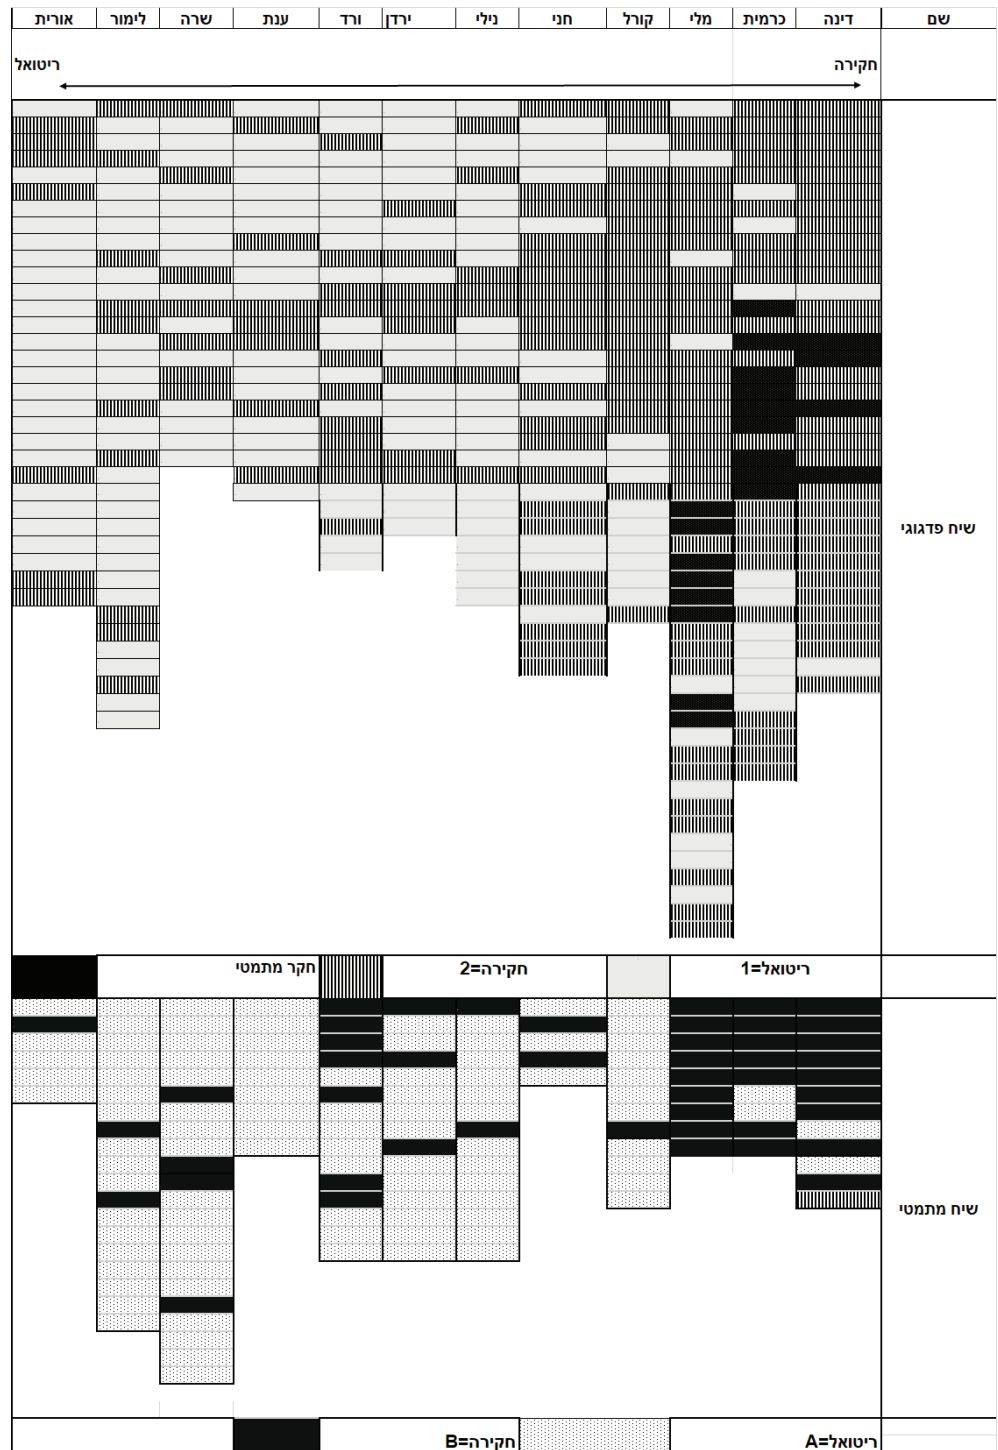 שם דינה כרמית מלי קורל חני נילי ירדן ורד ענת שרה לימור אורית
חקירה ריטואל
שיח פדגוגי
ריטואל=1 חקירה=2 חקר מתמטי
שיח מתמטי
ריטואל=A חקירה=B